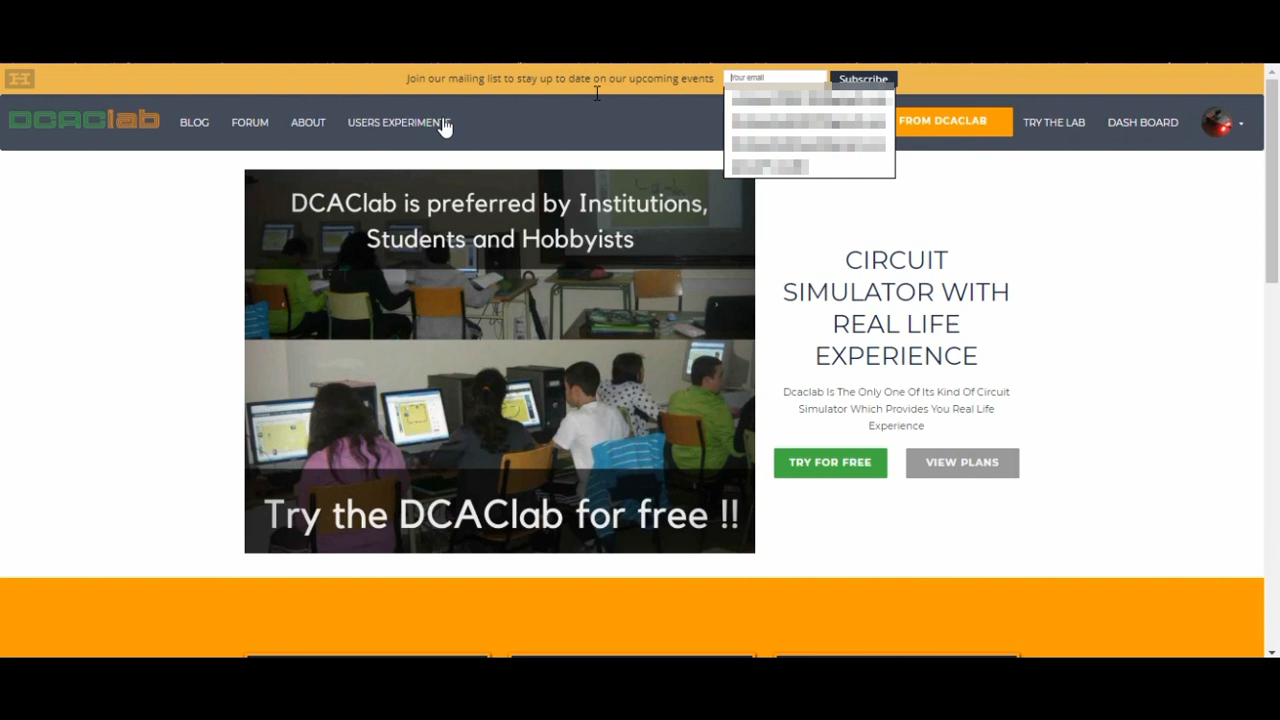 Join our mailing list to stay up to date on our upcoming events
Your email
Subscribe
DCAClab
BLOG
FORUM
ABOUT
USERS EXPERIMENTS
FROM DCACLAB
TRY THE LAB
DASH BOARD
DCAClab is preferred by Institutions,
Students and Hobbyists
Try the DCAClab for free !!
CIRCUIT
SIMULATOR WITH
REAL LIFE
EXPERIENCE
Dcaclab Is The Only One Of Its Kind Of Circuit
Simulator Which Provides You Real Life
Experience
TRY FOR FREE
VIEW PLANS